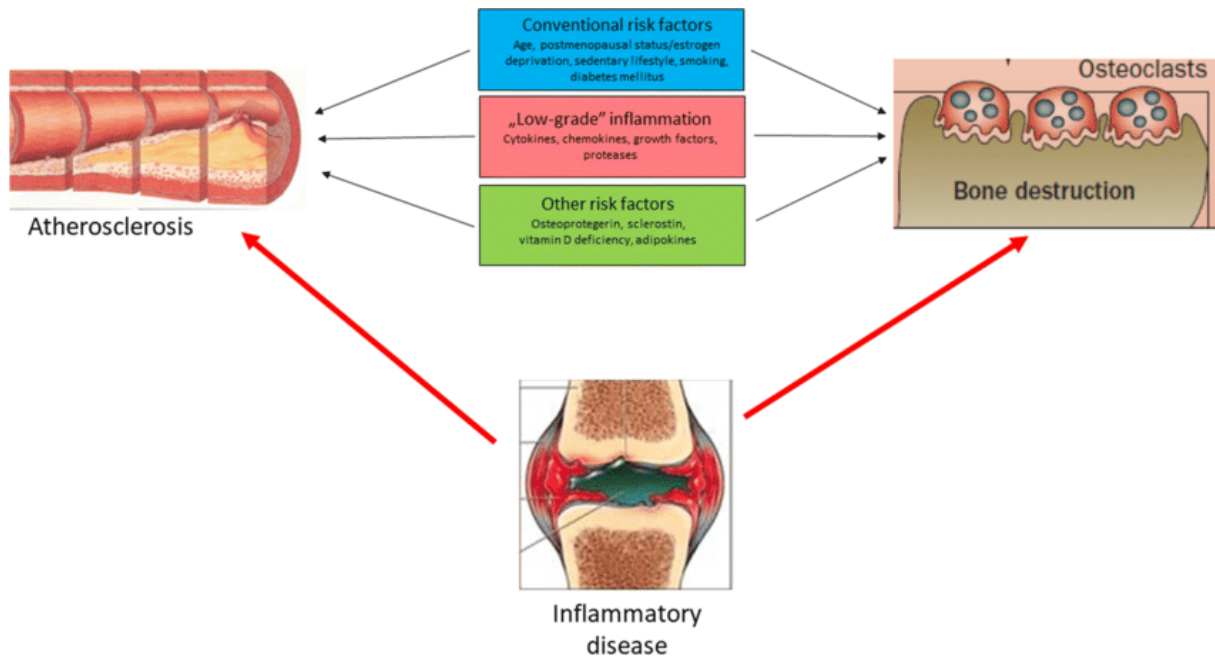 Conventional risk factors
Age, postmenopausal status/estrogen
deprivation, sedentary lifestyle, smoking,
diabetes mellitus
„Low-grade” inflammation
Cytokines, chemokines, growth factors,
proteases
Other risk factors
Osteoprotegerin, sclerostin,
vitamin D deficiency, adipokines
Atherosclerosis
Osteoclasts
Bone destruction
Inflammatory
disease